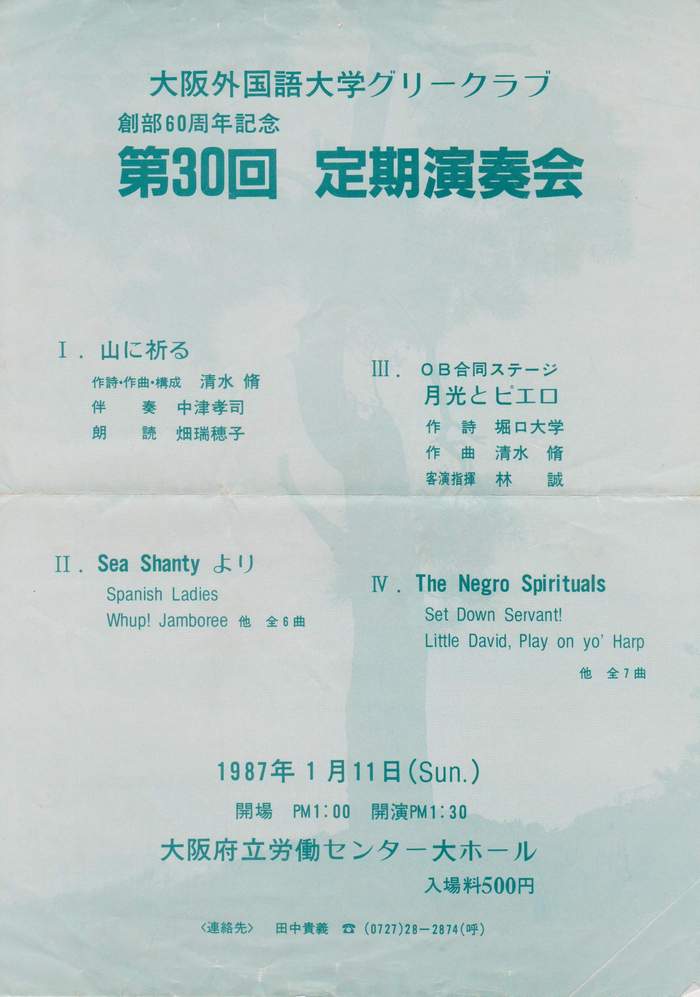 大阪外国語大学グリークラブ
創部60周年記念
第30回 定期演奏会
Ⅰ. 山に祈る
作詩・作曲・構成 清水 脩
伴 奏 中津孝司
朗 読 畑瑞穂子
Ⅱ. Sea Shanty より
Spanish Ladies
Whup! Jamboree 他 全6曲
Ⅲ. OB合同ステージ
月光とピエロ
作 詩 堀口大学
作 曲 清水 脩
客演指揮 林 誠
Ⅳ. The Negro Spirituals
Set Down Servant!
Little David, Play on yo' Harp
他 全7曲
1987年1月11日(Sun.)
開場 PM1:00 開演PM1:30
大阪府立労働センター大ホール
入場料500円
〈連絡先〉 田中貴義 ☎ (0727)28-2874(呼)